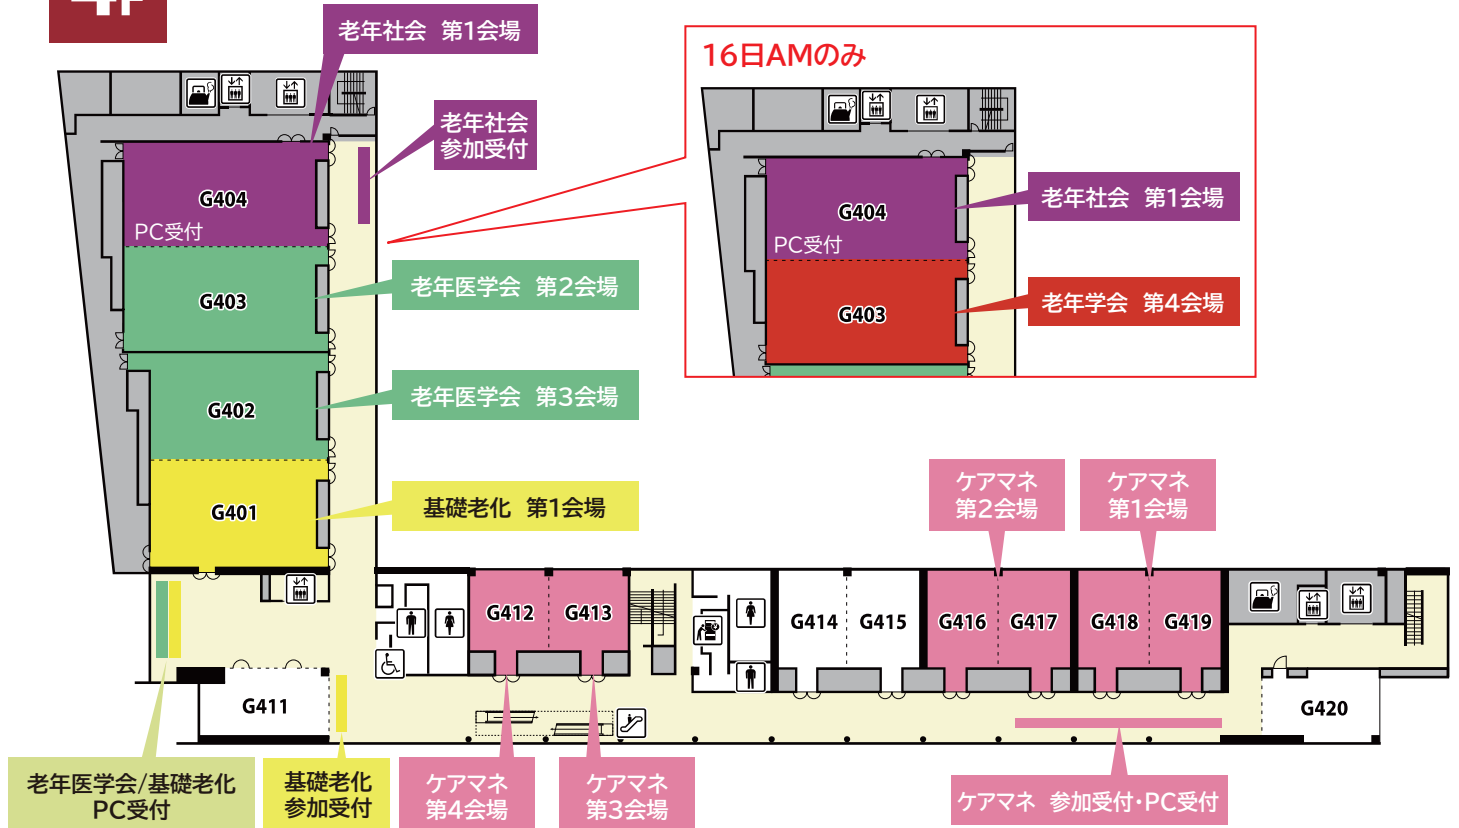 老年社会 第1会場
16日AMのみ
老年社会
参加受付
G404
PC受付
G403
老年医学会 第2会場
G402
老年医学会 第3会場
G401
基礎老化 第1会場
G404
PC受付
老年社会 第1会場
G403
老年学会 第4会場
ケアマネ
第2会場
ケアマネ
第1会場
G412
G413
G414
G415
G416
G417
G418
G419
G411
G420
老年医学会/基礎老化
PC受付
基礎老化
参加受付
ケアマネ
第4会場
ケアマネ
第3会場
ケアマネ 参加受付・PC受付